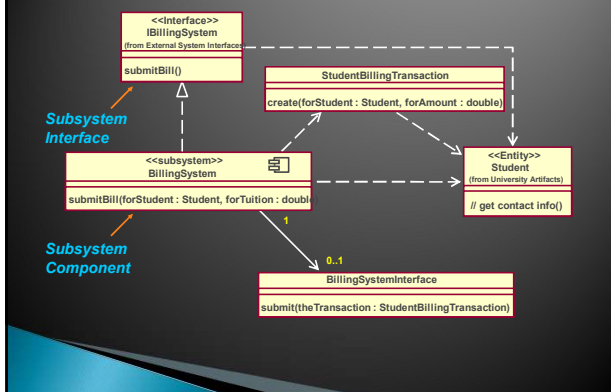 <<Interface>>
IBillingSystem
(from External System Interfaces
submitBill()
StudentBillingTransaction
create(forStudent : Student, forAmount : double)
Subsystem
Interface
<<subsystem>>
BillingSystem
submitBill(forStudent : Student, forTuition : double)
<<Entity>>
Student
(from University Artifacts)
// get contact info()
1
Subsystem
Component
0..1
BillingSystemInterface
submit(theTransaction : StudentBillingTransaction)